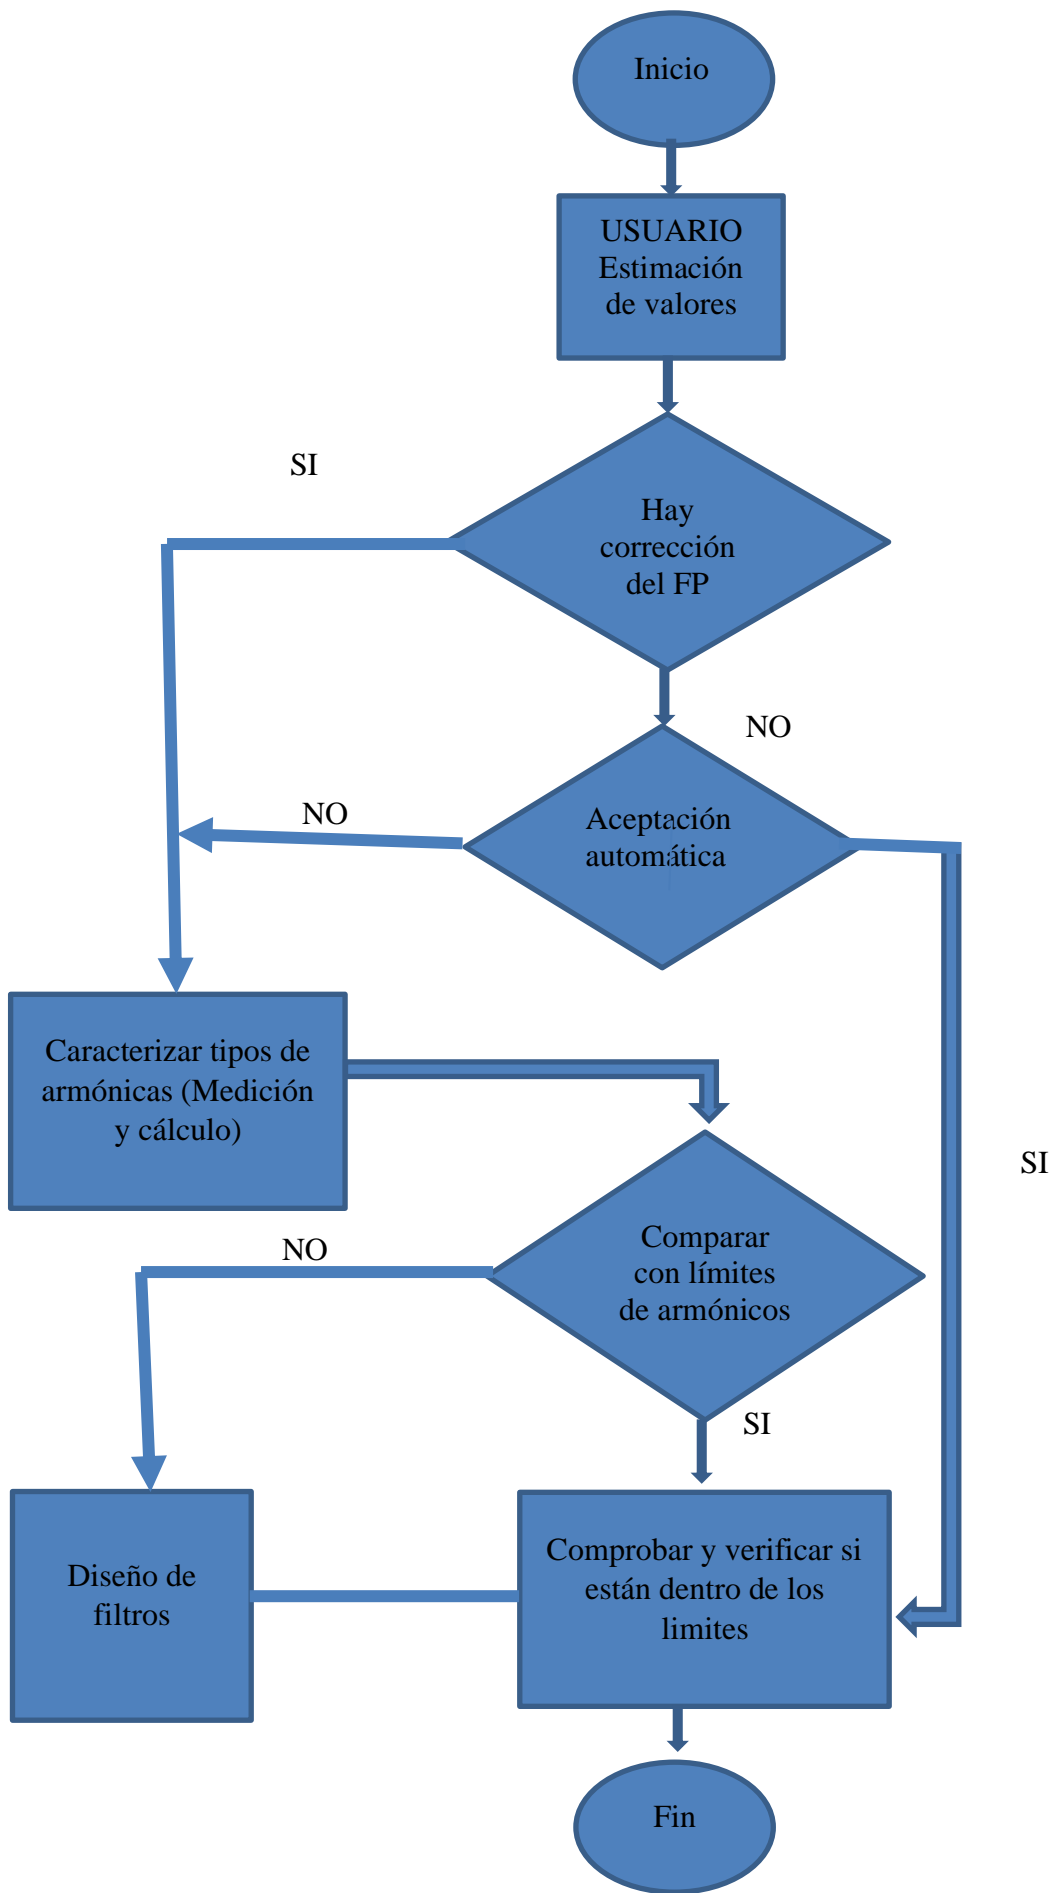 Inicio
USUARIO
Estimación
de valores
SI
Hay
corrección
del FP
NO
NO
Aceptación
automática
Caracterizar tipos de
armónicas (Medición
y cálculo)
SI
NO
Comparar
con límites
de armónicos
SI
Diseño de
filtros
Comprobar y verificar si
están dentro de los
limites
Fin